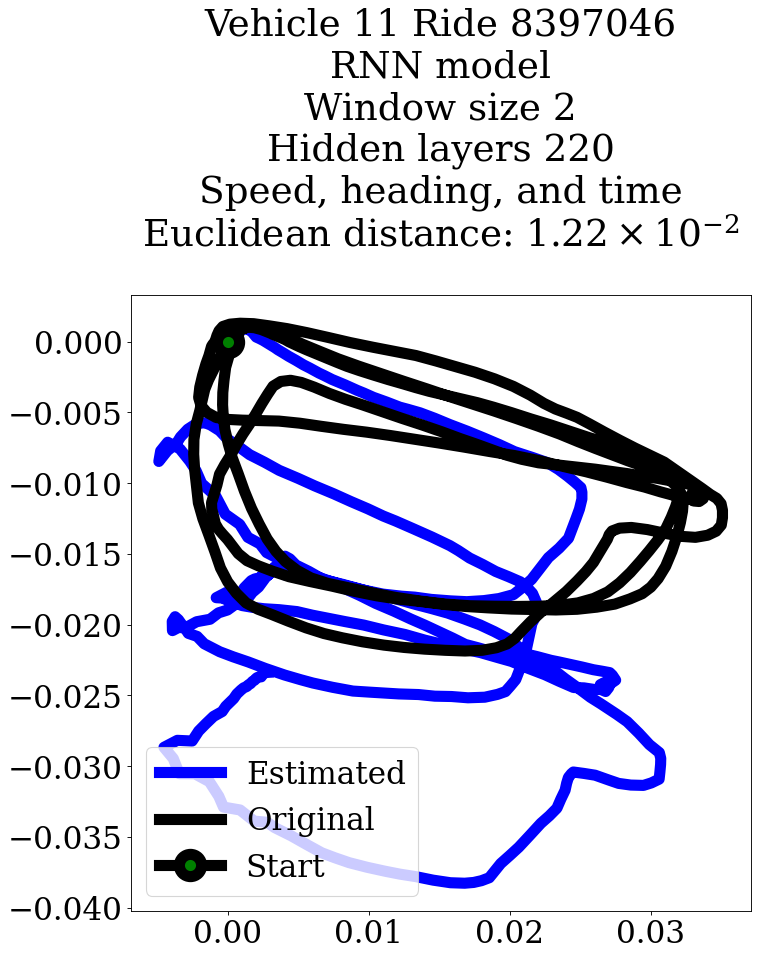 Vehicle 11 Ride 8397046
RNN model
Window size 2
Hidden layers 220
Speed, heading, and time
Euclidean distance: 1.22 × 10⁻²
0.000
−0.005
−0.010
−0.015
−0.020
−0.025
−0.030
−0.035
−0.040
Estimated
Original
Start
0.00 0.01 0.02 0.03